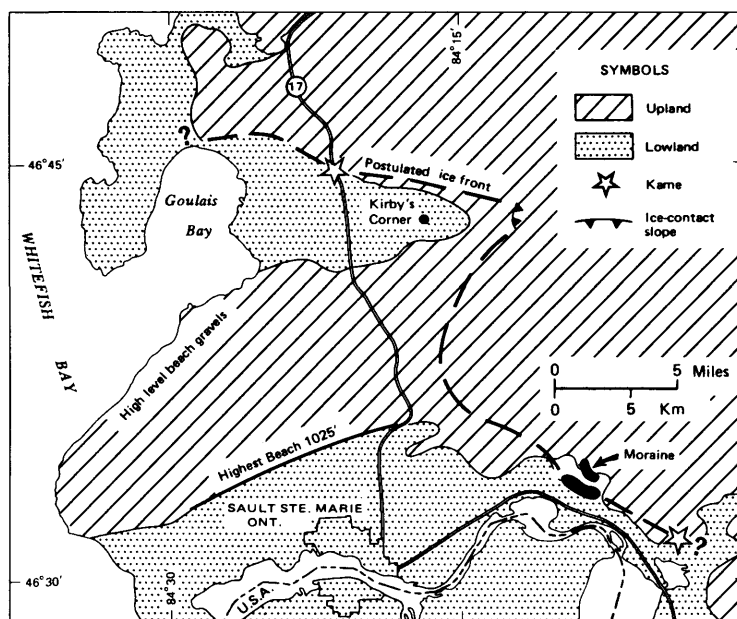 84°15'
SYMBOLS
17
Upland
Lowland
?
46°45'
Postulated ice front
Kame
Goulais
Bay
Kirby's
Corner
Ice-contact
slope
WHITEFISH
BAY
High level beach gravels
0 5 Miles
0 5
Km
Highest Beach 1025'
Moraine
SAULT STE. MARIE
ONT.
?
46°30'
84°30'
U.S.A.